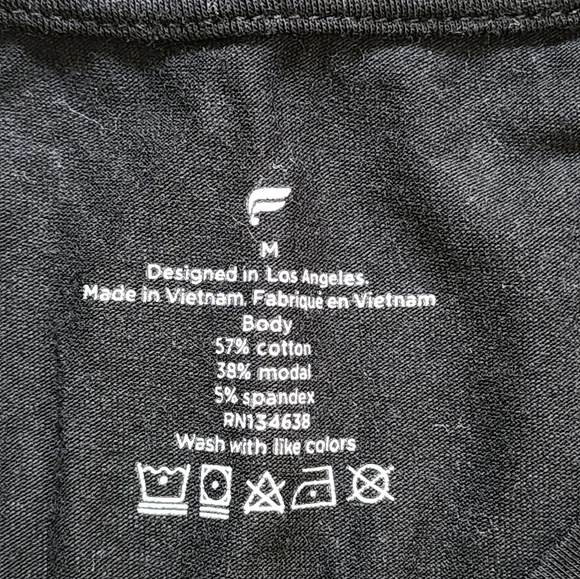 M
Designed in Los Angeles.
Made in Vietnam, Fabriqué en Vietnam
Body
57% cotton
38% modal
5% spandex
RN134638
Wash with like colors